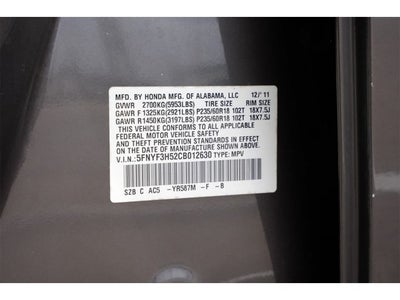 MFD. BY HONDA MFG. OF ALABAMA, LLC 12/11
GVWR 2700KG(5953LBS) TIRE SIZE RIM SIZE
GAWR F 1325KG(2921LBS) P235/60R18 102T 18X7.5J
GAWR R1450KG(3197LBS) P235/60R18 102T 18X7.5J
THIS VEHICLE CONFORMS TO ALL APPLICABLE
FEDERAL MOTOR VEHICLE SAFETY
AND THEFT PREVENTION STANDARDS IN EFFECT
ON THE DATE OF MANUFACTURE SHOWN ABOVE.
V.I.N.: 5FNYF3H52CB012630 TYPE: MPV
SZB C AC5 -YR587M -F -B